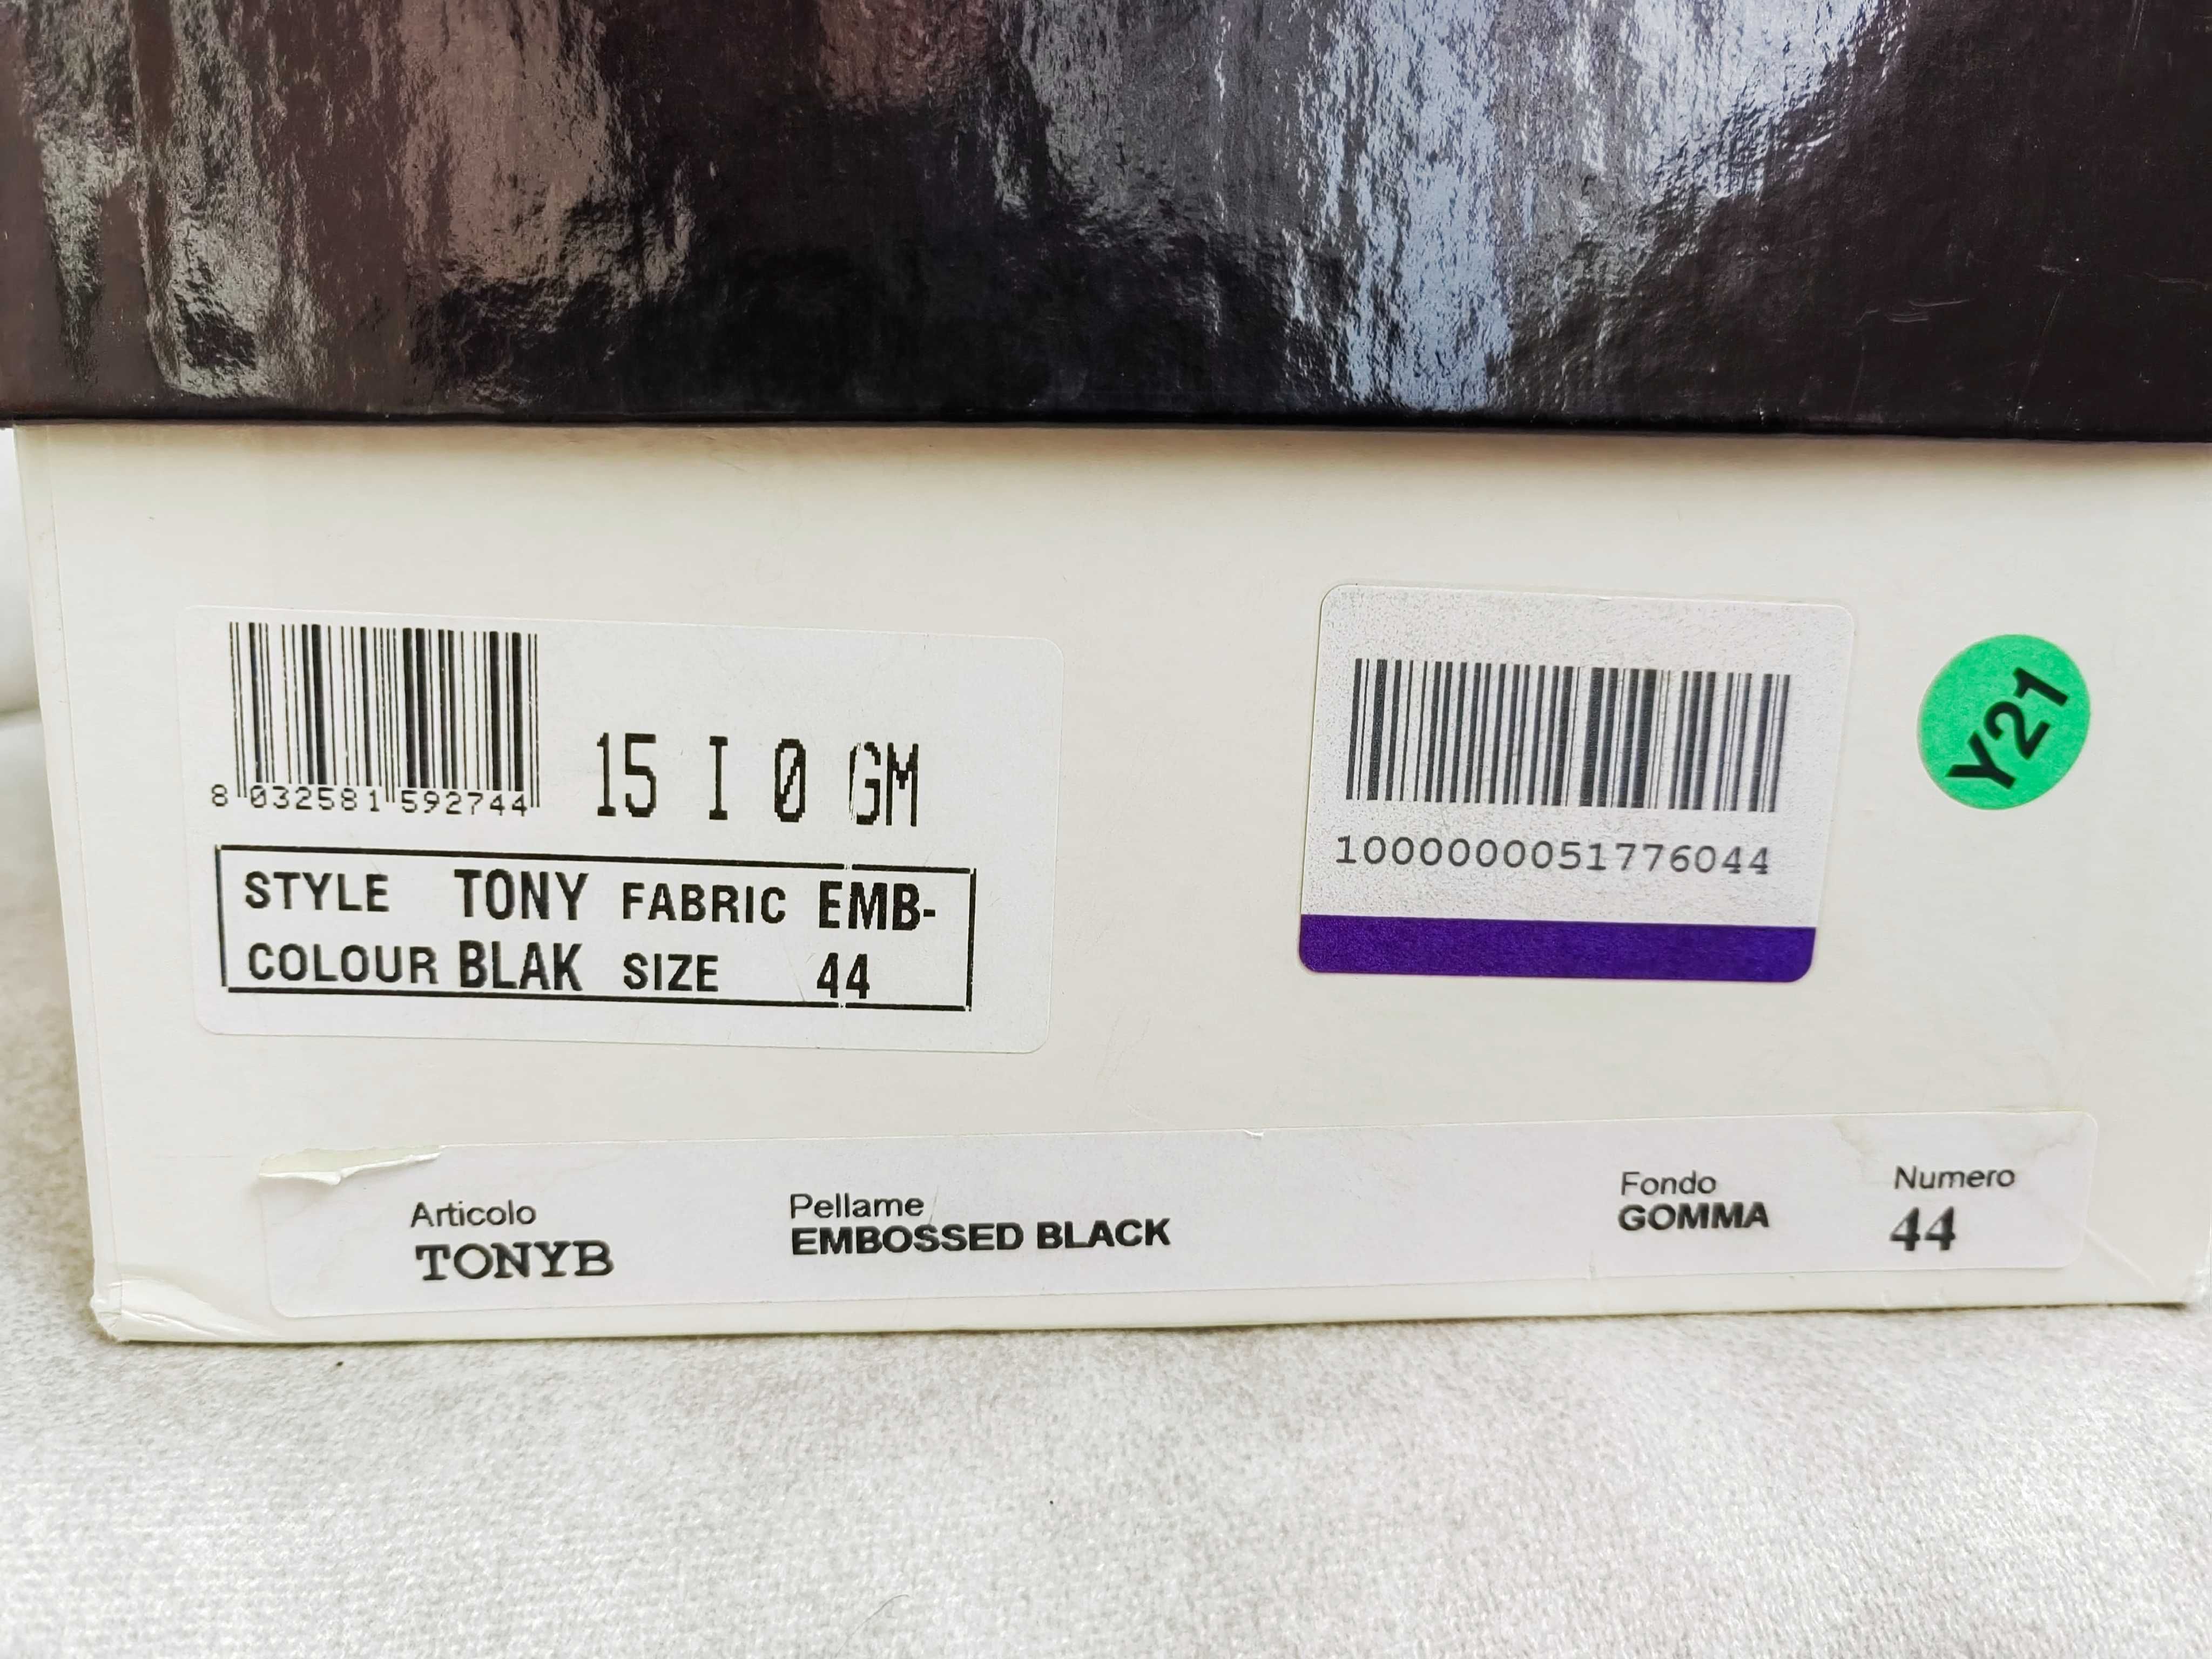 15 I 0 GM
8 032581 592744
STYLE TONY FABRIC EMB-
COLOUR BLAK SIZE 44
1000000051776044
Y21
Articolo
TONYB
Pellame
EMBOSSED BLACK
Fondo
GOMMA
Numero
44